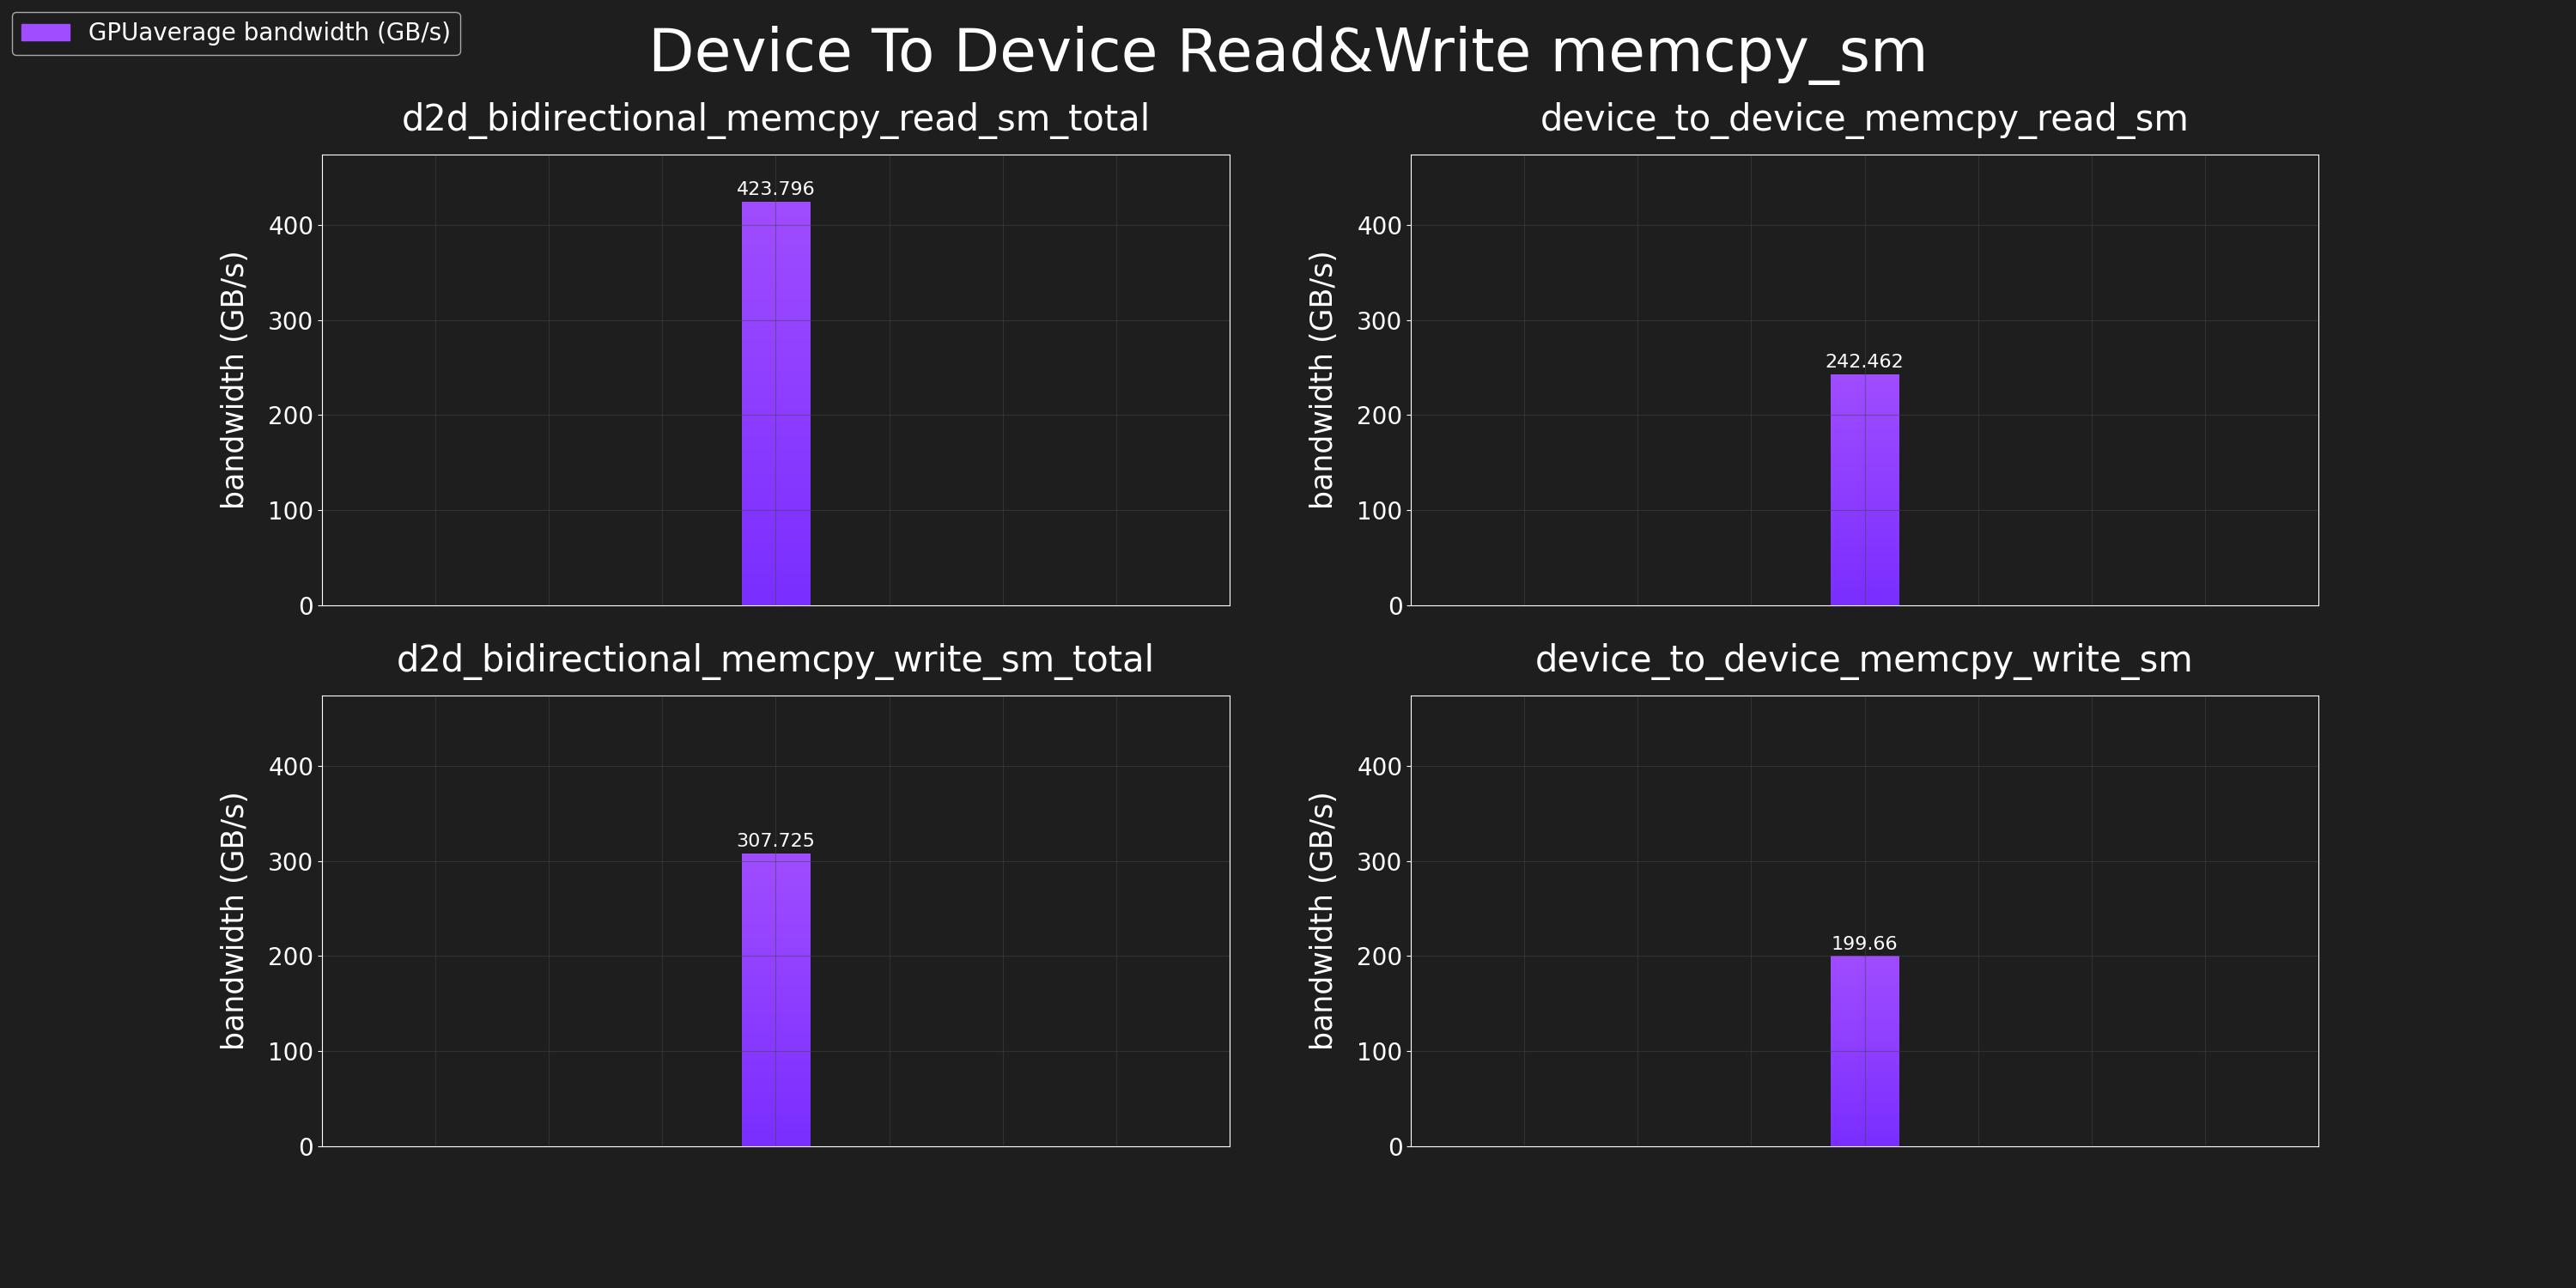 GPUaverage bandwidth (GB/s)
Device To Device Read&Write memcpy_sm
d2d_bidirectional_memcpy_read_sm_total
bandwidth (GB/s)
400
300
200
100
0
423.796
device_to_device_memcpy_read_sm
bandwidth (GB/s)
400
300
200
100
0
242.462
d2d_bidirectional_memcpy_write_sm_total
bandwidth (GB/s)
400
300
200
100
0
307.725
device_to_device_memcpy_write_sm
bandwidth (GB/s)
400
300
200
100
0
199.66